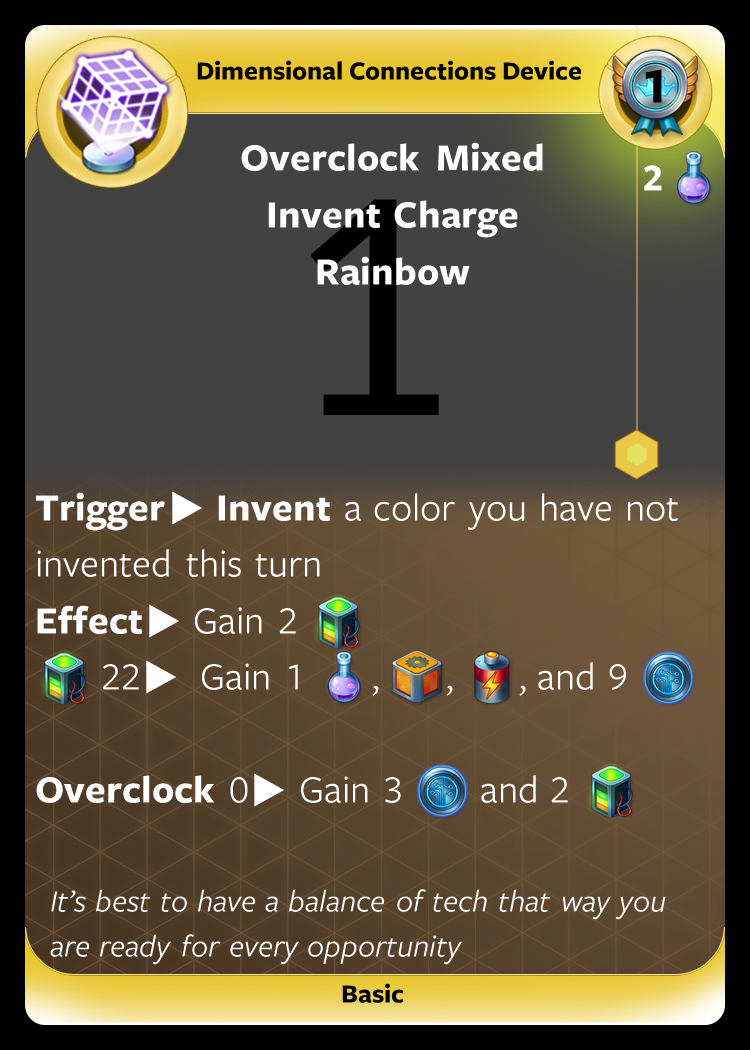 Dimensional Connections Device
1
Overclock Mixed
Invent Charge
Rainbow
2
1
Trigger▶ Invent a color you have not
invented this turn
Effect▶ Gain 2
22▶ Gain 1 , , , and 9
Overclock 0▶ Gain 3 and 2
It's best to have a balance of tech that way you
are ready for every opportunity
Basic